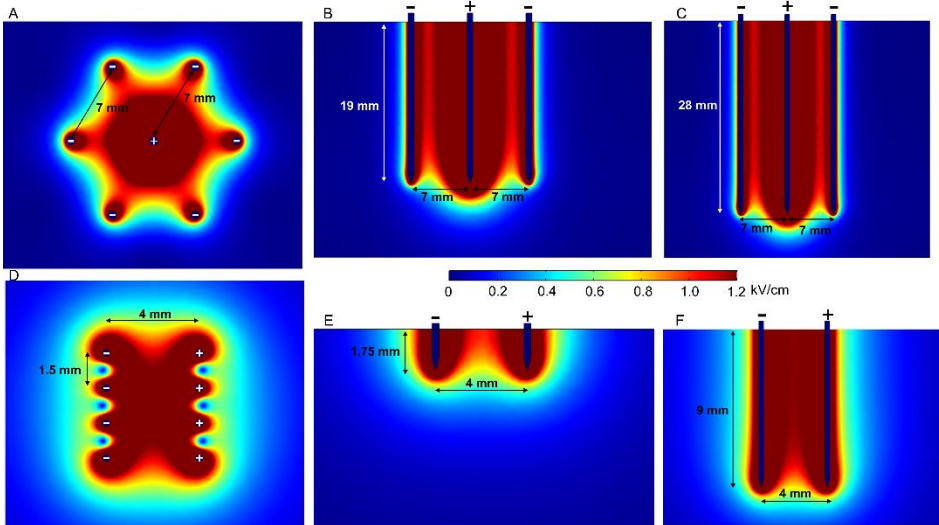 A
7 mm
7 mm
- - + - - - -
B
- + -
19 mm
7 mm 7 mm
C
- + -
28 mm
7 mm 7 mm
0 0.2 0.4 0.6 0.8 1.0 1.2 kV/cm
D
4 mm
1.5 mm
- +
- +
- +
- +
E
- +
1.75 mm
4 mm
F
- +
9 mm
4 mm